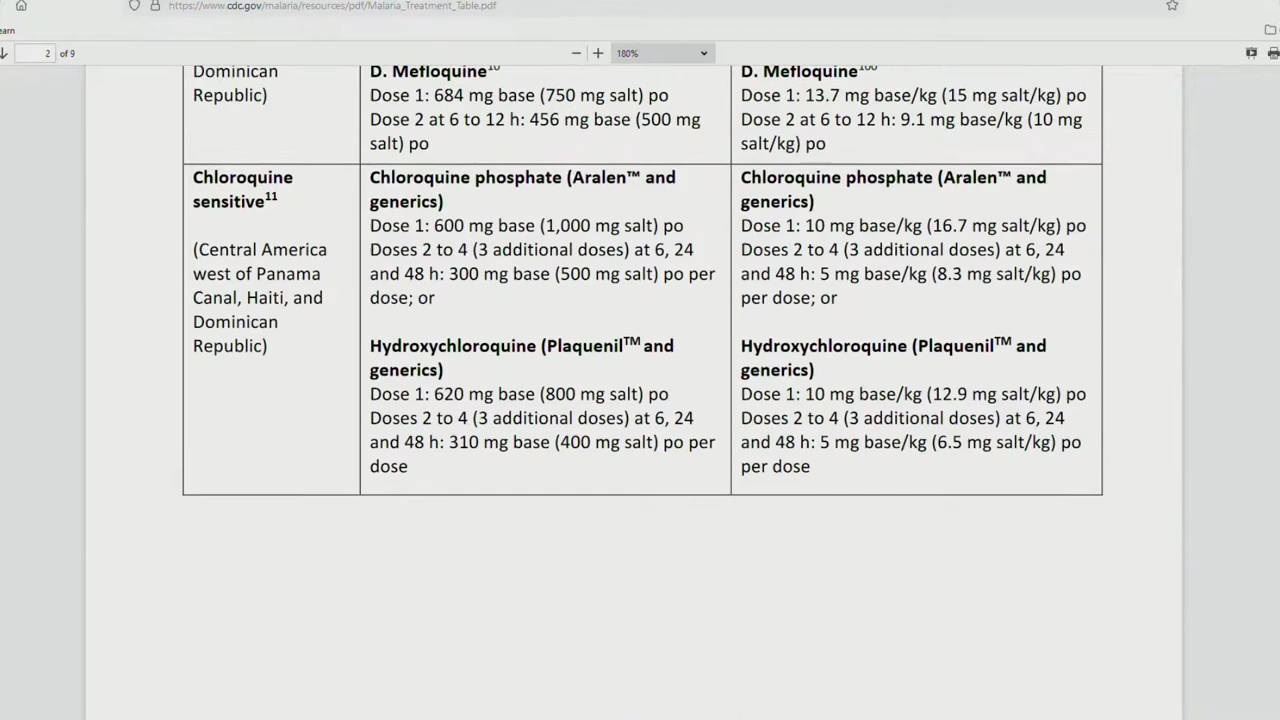 https://www.cdc.gov/malaria/resources/pdf/Malaria_Treatment_Table.pdf
earn
2 of 9
180%
Dominican
Republic)
D. Mefloquine¹⁰
Dose 1: 684 mg base (750 mg salt) po
Dose 2 at 6 to 12 h: 456 mg base (500 mg
salt) po
D. Mefloquine¹⁰⁰
Dose 1: 13.7 mg base/kg (15 mg salt/kg) po
Dose 2 at 6 to 12 h: 9.1 mg base/kg (10 mg
salt/kg) po
Chloroquine
sensitive¹¹
(Central America
west of Panama
Canal, Haiti, and
Dominican
Republic)
Chloroquine phosphate (Aralen™ and
generics)
Dose 1: 600 mg base (1,000 mg salt) po
Doses 2 to 4 (3 additional doses) at 6, 24
and 48 h: 300 mg base (500 mg salt) po per
dose; or
Hydroxychloroquine (Plaquenil™ and
generics)
Dose 1: 620 mg base (800 mg salt) po
Doses 2 to 4 (3 additional doses) at 6, 24
and 48 h: 310 mg base (400 mg salt) po per
dose
Chloroquine phosphate (Aralen™ and
generics)
Dose 1: 10 mg base/kg (16.7 mg salt/kg) po
Doses 2 to 4 (3 additional doses) at 6, 24
and 48 h: 5 mg base/kg (8.3 mg salt/kg) po
per dose; or
Hydroxychloroquine (Plaquenil™ and
generics)
Dose 1: 10 mg base/kg (12.9 mg salt/kg) po
Doses 2 to 4 (3 additional doses) at 6, 24
and 48 h: 5 mg base/kg (6.5 mg salt/kg) po
per dose